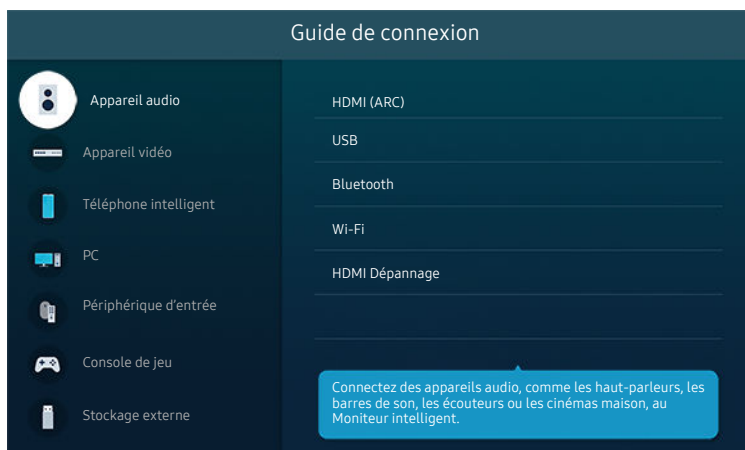 Guide de connexion
Appareil audio
Appareil vidéo
Téléphone intelligent
PC
Périphérique d'entrée
Console de jeu
Stockage externe
HDMI (ARC)
USB
Bluetooth
Wi-Fi
HDMI Dépannage
Connectez des appareils audio, comme les haut-parleurs, les
barres de son, les écouteurs ou les cinémas maison, au
Moniteur intelligent.